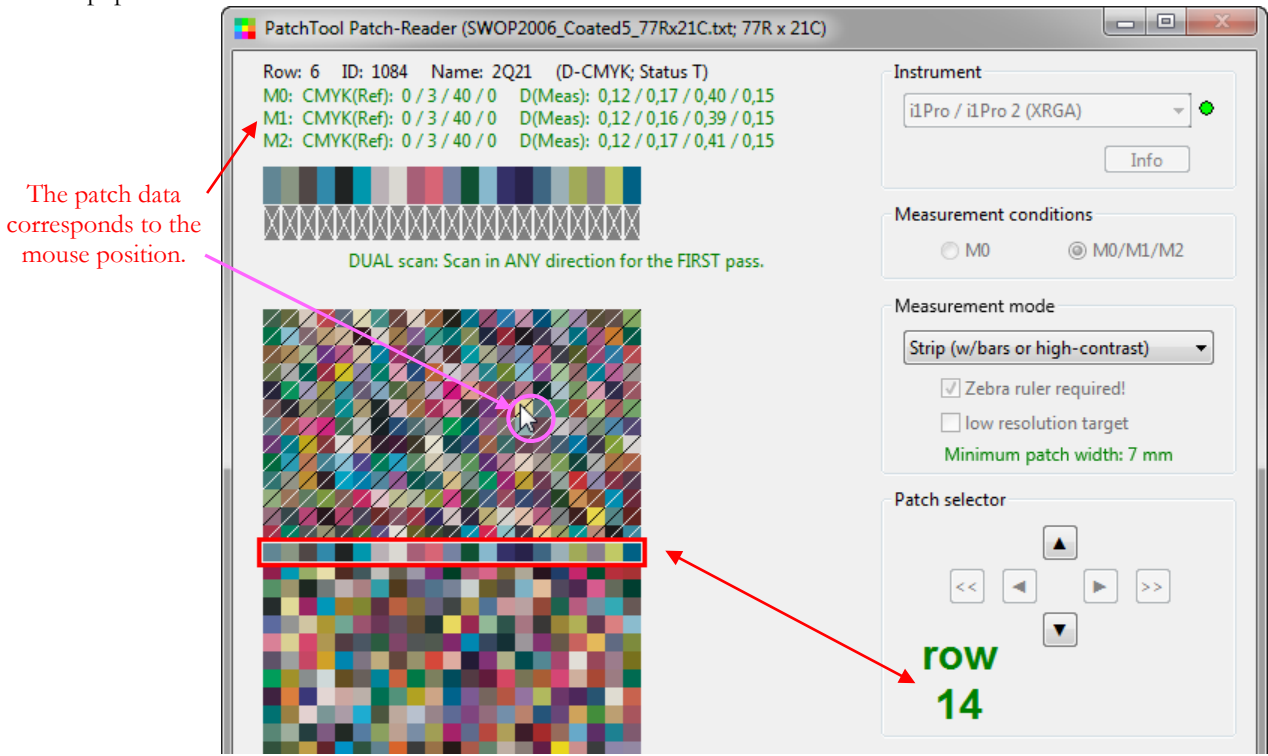 PatchTool Patch-Reader (SWOP2006_Coated5_77Rx21C.txt; 77R x 21C)
Row: 6 ID: 1084 Name: 2Q21 (D-CMYK; Status T)
M0: CMYK(Ref): 0 / 3 / 40 / 0 D(Meas): 0,12 / 0,17 / 0,40 / 0,15
M1: CMYK(Ref): 0 / 3 / 40 / 0 D(Meas): 0,12 / 0,16 / 0,39 / 0,15
M2: CMYK(Ref): 0 / 3 / 40 / 0 D(Meas): 0,12 / 0,17 / 0,41 / 0,15
The patch data
corresponds to the
mouse position.
DUAL scan: Scan in ANY direction for the FIRST pass.
Instrument
i1Pro / i1Pro 2 (XRGA)
Info
Measurement conditions
M0 M0/M1/M2
Measurement mode
Strip (w/bars or high-contrast)
Zebra ruler required!
low resolution target
Minimum patch width: 7 mm
Patch selector
<< >>
row
14